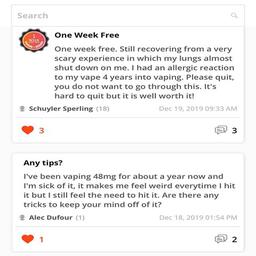 Search
One Week Free
One week free. Still recovering from a very
scary experience in which my lungs almost
shut down on me. I had an allergic reaction
to my vape 4 years into vaping. Please quit,
you do not want to go through this. It's
hard to quit but it is well worth it!
Schuyler Sperling (18) Dec 19, 2019 09:33 AM
3 3
Any tips?
I've been vaping 48mg for about a year now and
I'm sick of it, it makes me feel weird everytime I hit
it but I still feel the need to hit it. Are there any
tricks to keep your mind off of it?
Alec Dufour (1) Dec 18, 2019 01:54 PM
1 2